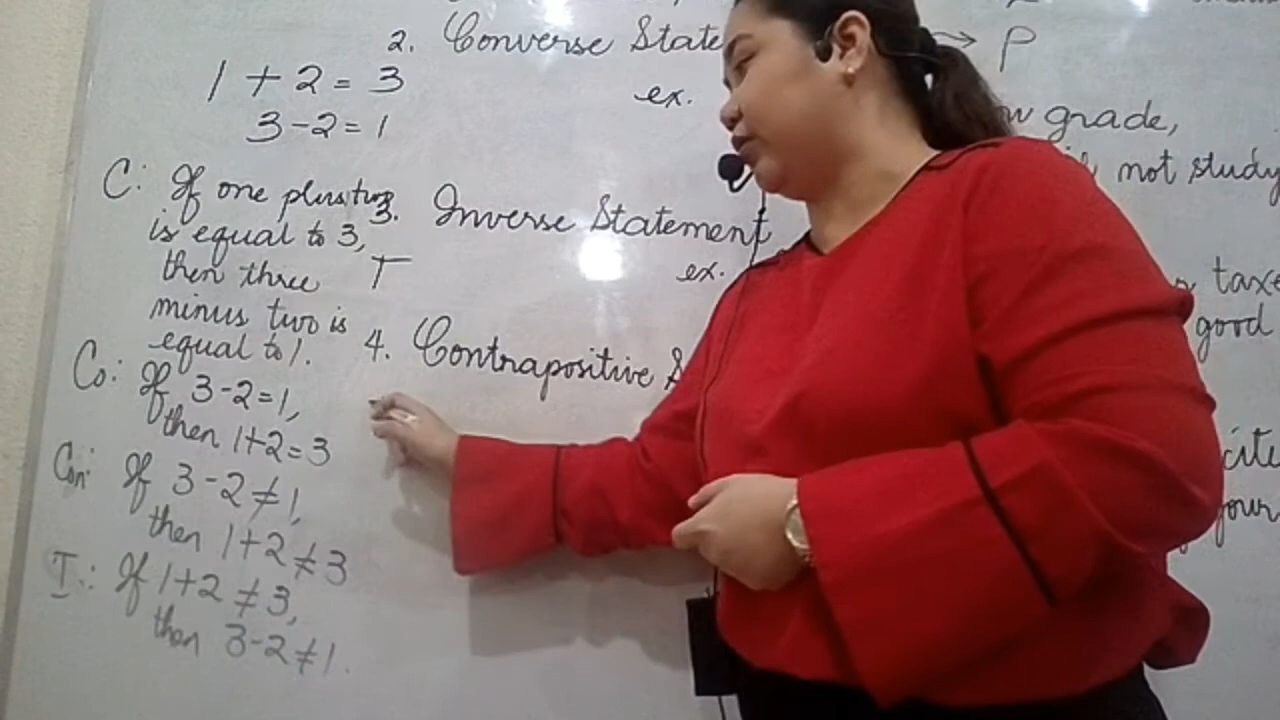 2. Converse State
→ P
1 + 2 = 3
3 - 2 = 1
ex.
grade,
not study
C: If one plus two
is equal to 3,
then three
minus two is
equal to 1.
T
3. Inverse Statement
ex.
taxe
good
4. Contrapositive S
Co: If 3-2=1,
then 1+2=3
Con: If 3-2≠1,
then 1+2≠3
I.: If 1+2≠3,
then 3-2≠1.
cite
your